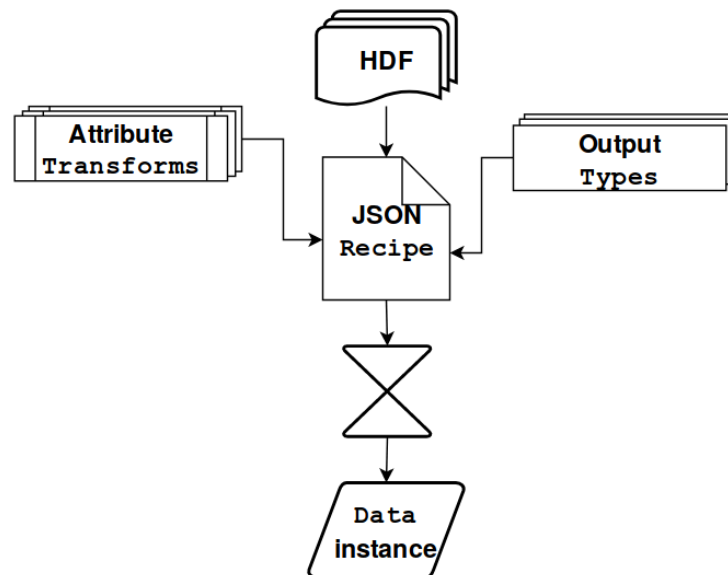 HDF
Attribute
Transforms
Output
Types
JSON
Recipe
Data
instance